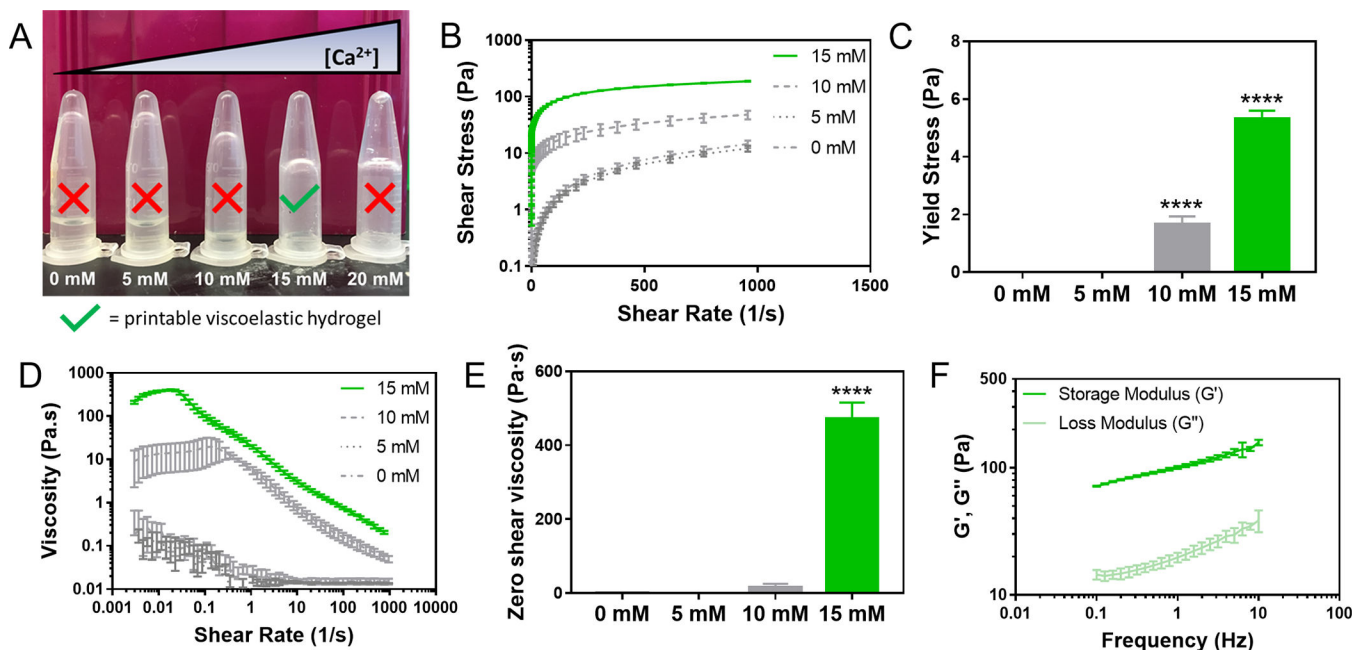 A
[Ca²⁺]
0 mM 5 mM 10 mM 15 mM 20 mM
= printable viscoelastic hydrogel
B
Shear Stress (Pa)
1000
100
10
1
0.1
0 500 1000 1500
Shear Rate (1/s)
15 mM
10 mM
5 mM
0 mM
C
Yield Stress (Pa)
8
6
4
2
0
****
****
0 mM 5 mM 10 mM 15 mM
D
Viscosity (Pa.s)
1000
100
10
1
0.1
0.01
0.001 0.01 0.1 1 10 100 1000 10000
Shear Rate (1/s)
15 mM
10 mM
5 mM
0 mM
E
Zero shear viscosity (Pa·s)
600
400
200
0
****
0 mM 5 mM 10 mM 15 mM
F
G', G'' (Pa)
500
100
10
0.01 0.1 1 10 100
Frequency (Hz)
Storage Modulus (G')
Loss Modulus (G'')